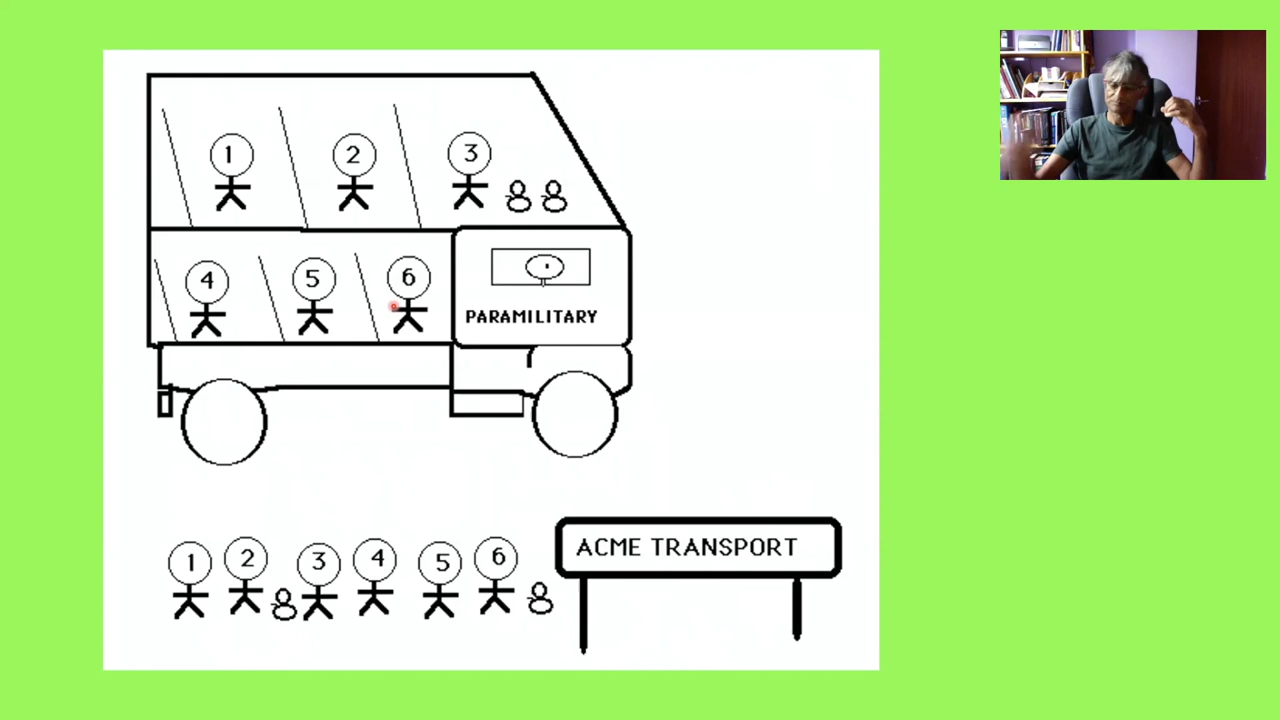 1 2 3
4 5 6
PARAMILITARY
1 2 3 4 5 6
ACME TRANSPORT